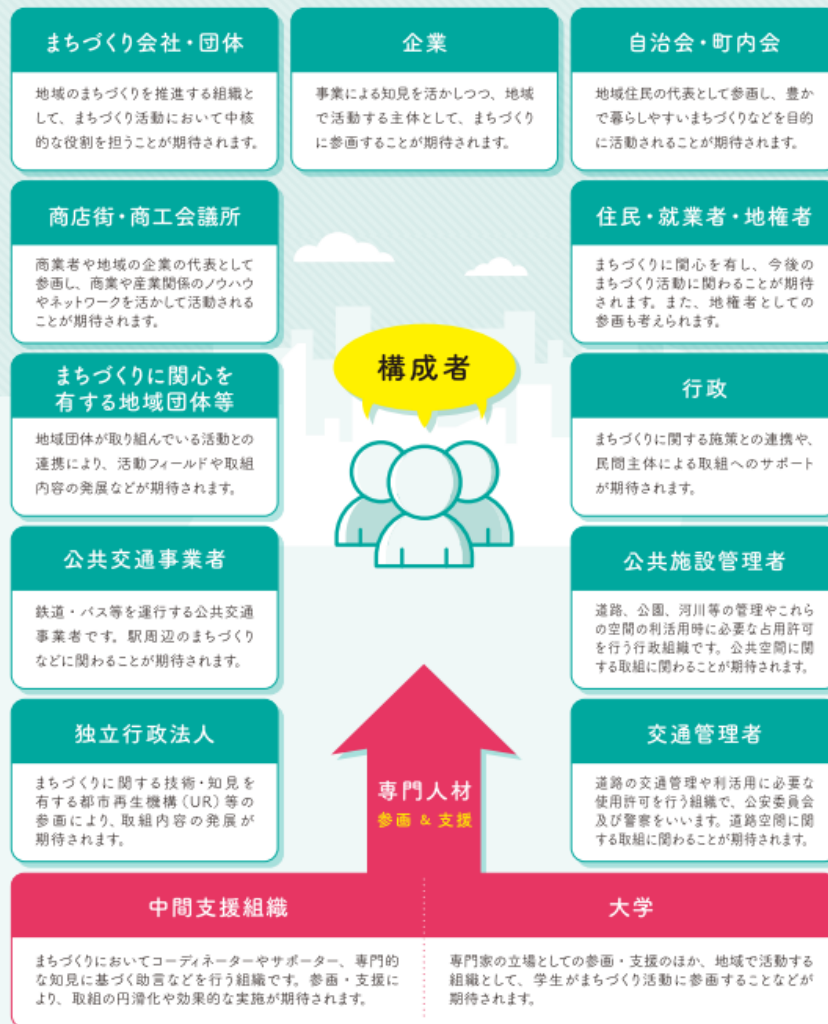 まちづくり会社・団体
地域のまちづくりを推進する組織と
して、まちづくり活動において中核
的な役割を担うことが期待されます。
企業
事業による知見を活かしつつ、地域
で活動する主体として、まちづくり
に参画することが期待されます。
自治会・町内会
地域住民の代表として参画し、豊か
で暮らしやすいまちづくりなどを目的
に活動されることが期待されます。
商店街・商工会議所
商業者や地域の企業の代表として
参画し、商業や産業関係のノウハウ
やネットワークを活かして活動される
ことが期待されます。
住民・就業者・地権者
まちづくりに関心を有し、今後の
まちづくり活動に関わることが期待
されます。また、地権者としての
参画も考えられます。
構成者
まちづくりに関心を
有する地域団体等
地域団体が取り組んでいる活動との
連携により、活動フィールドや取組
内容の発展などが期待されます。
行政
まちづくりに関する施策との連携や、
民間主体による取組へのサポート
が期待されます。
公共交通事業者
鉄道・バス等を運行する公共交通
事業者です。駅周辺のまちづくり
などに関わることが期待されます。
公共施設管理者
道路、公園、河川等の管理やこれら
の空間の利活用時に必要な占用許可
を行う行政組織です。公共空間に関
する取組に関わることが期待されます。
独立行政法人
まちづくりに関する技術・知見を
有する都市再生機構（UR）等の
参画により、取組内容の発展が
期待されます。
交通管理者
道路の交通管理や利活用に必要な
使用許可を行う組織で、公安委員会
及び警察をいいます。道路空間に関
する取組に関わることが期待されます。
専門人材
参画 & 支援
中間支援組織
まちづくりにおいてコーディネーターやサポーター、専門的
な知見に基づく助言などを行う組織です。参画・支援に
より、取組の円滑化や効果的な実施が期待されます。
大学
専門家の立場としての参画・支援のほか、地域で活動する
組織として、学生がまちづくり活動に参画することなどが
期待されます。